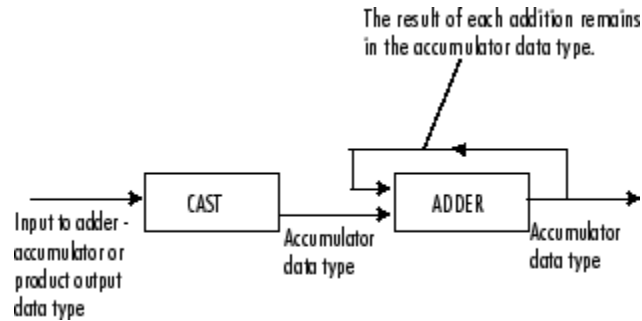 The result of each addition remains
in the accumulator data type.
CAST
ADDER
Input to adder -
accumulator or
product output
data type
Accumulator
data type
Accumulator
data type